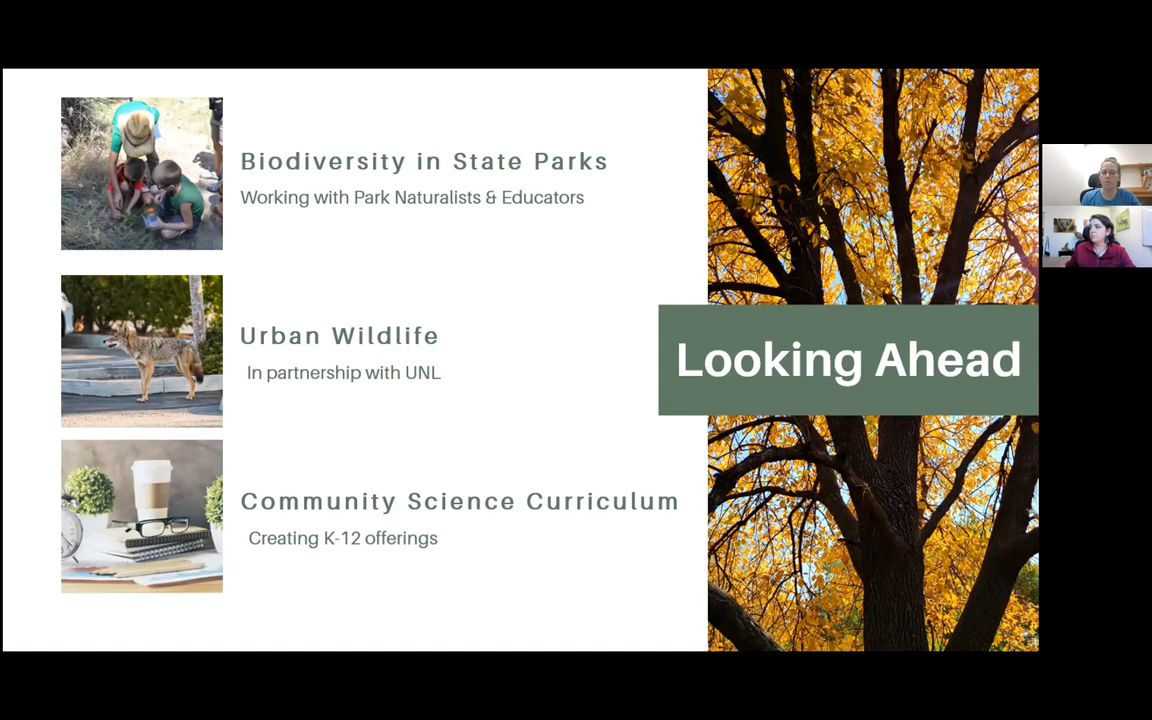 Biodiversity in State Parks
Working with Park Naturalists & Educators
Urban Wildlife
In partnership with UNL
Community Science Curriculum
Creating K-12 offerings
Looking Ahead